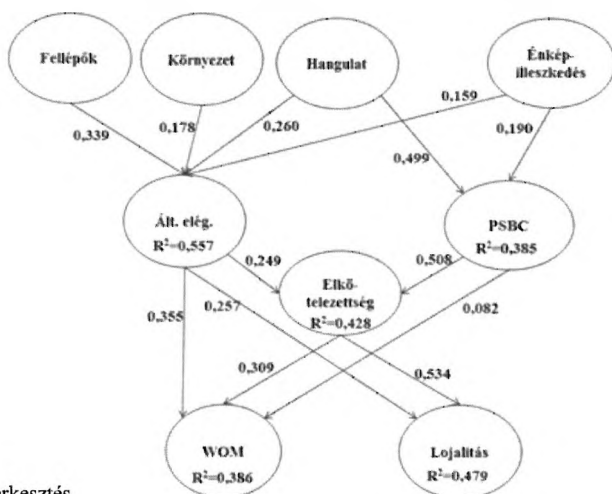 Fellépők
Környezet
Hangulat
Énkép-
illeszkedés
0,339
0,178
0,260
0,159
0,190
0,499
Ált. elég.
R²=0,557
PSBC
R²=0,385
0,249
0,508
Elkö-
telezettség
R²=0,428
0,355
0,257
0,082
0,309
0,534
WOM
R²=0,386
Lojalitás
R²=0,479
rkesztés